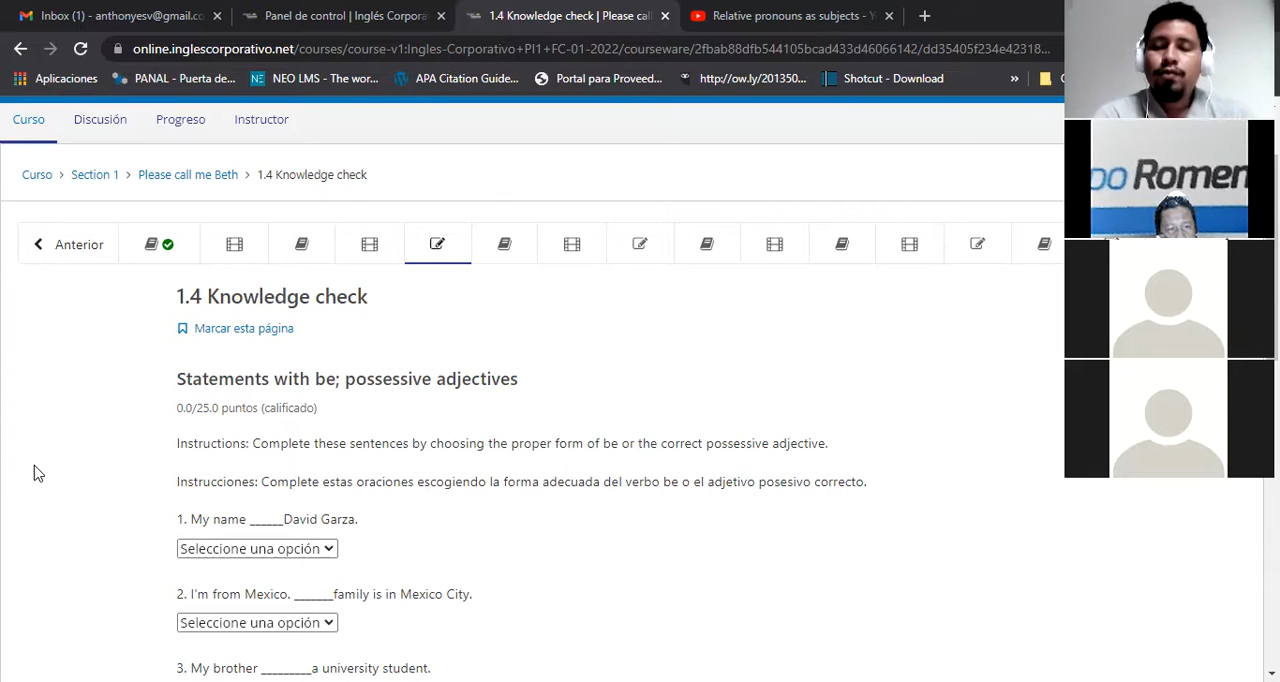 Inbox (1) - anthonyesv@gmail.co
Panel de control | Inglés Corpora
1.4 Knowledge check | Please call
Relative pronouns as subjects - Y
online.inglescorporativo.net/courses/course-v1:Ingles-Corporativo+PI1+FC-01-2022/courseware/2fbab88dfb544105bcad433d46066142/dd35405f234e42318...
Aplicaciones
PANAL - Puerta de...
NEO LMS - The wor...
APA Citation Guide...
Portal para Proveed...
http://ow.ly/201350...
Shotcut - Download
»
Curso
Discusión
Progreso
Instructor
oo Romen
Curso > Section 1 > Please call me Beth > 1.4 Knowledge check
Anterior
1.4 Knowledge check
Marcar esta página
Statements with be; possessive adjectives
0.0/25.0 puntos (calificado)
Instructions: Complete these sentences by choosing the proper form of be or the correct possessive adjective.
Instrucciones: Complete estas oraciones escogiendo la forma adecuada del verbo be o el adjetivo posesivo correcto.
1. My name ______David Garza.
Seleccione una opción
2. I'm from Mexico. _______family is in Mexico City.
Seleccione una opción
3. My brother _________a university student.